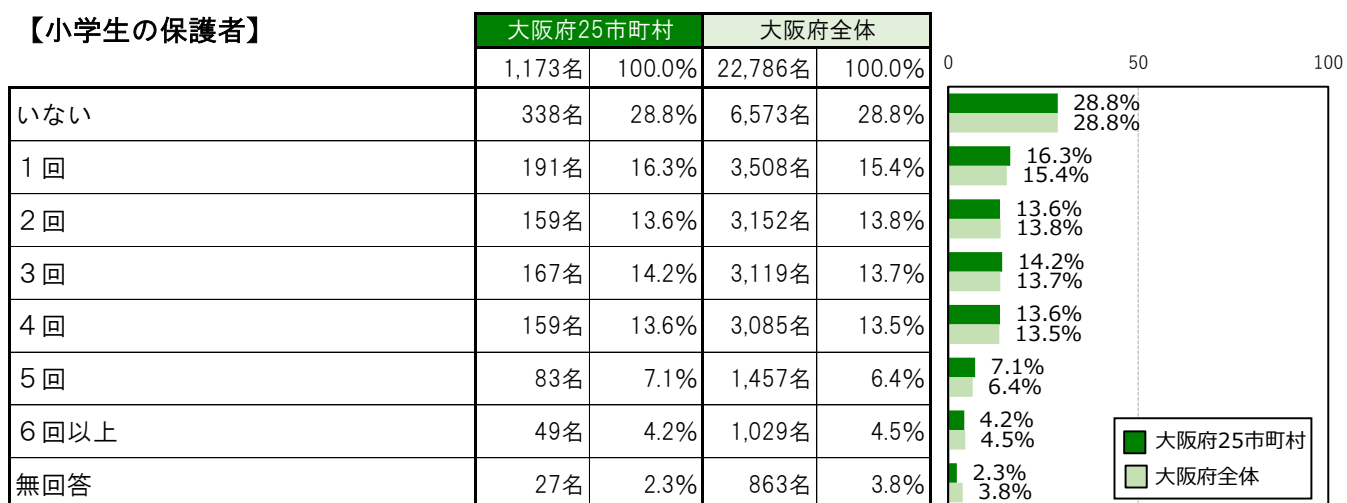 【小学生の保護者】 大阪府25市町村 大阪府全体
1,173名 100.0% 22,786名 100.0% 0 50 100
いない 338名 28.8% 6,573名 28.8% 28.8%
28.8%
１回 191名 16.3% 3,508名 15.4% 16.3%
15.4%
２回 159名 13.6% 3,152名 13.8% 13.6%
13.8%
３回 167名 14.2% 3,119名 13.7% 14.2%
13.7%
４回 159名 13.6% 3,085名 13.5% 13.6%
13.5%
５回 83名 7.1% 1,457名 6.4% 7.1%
6.4%
６回以上 49名 4.2% 1,029名 4.5% 4.2%
4.5%
無回答 27名 2.3% 863名 3.8% 2.3%
3.8%
大阪府25市町村
大阪府全体